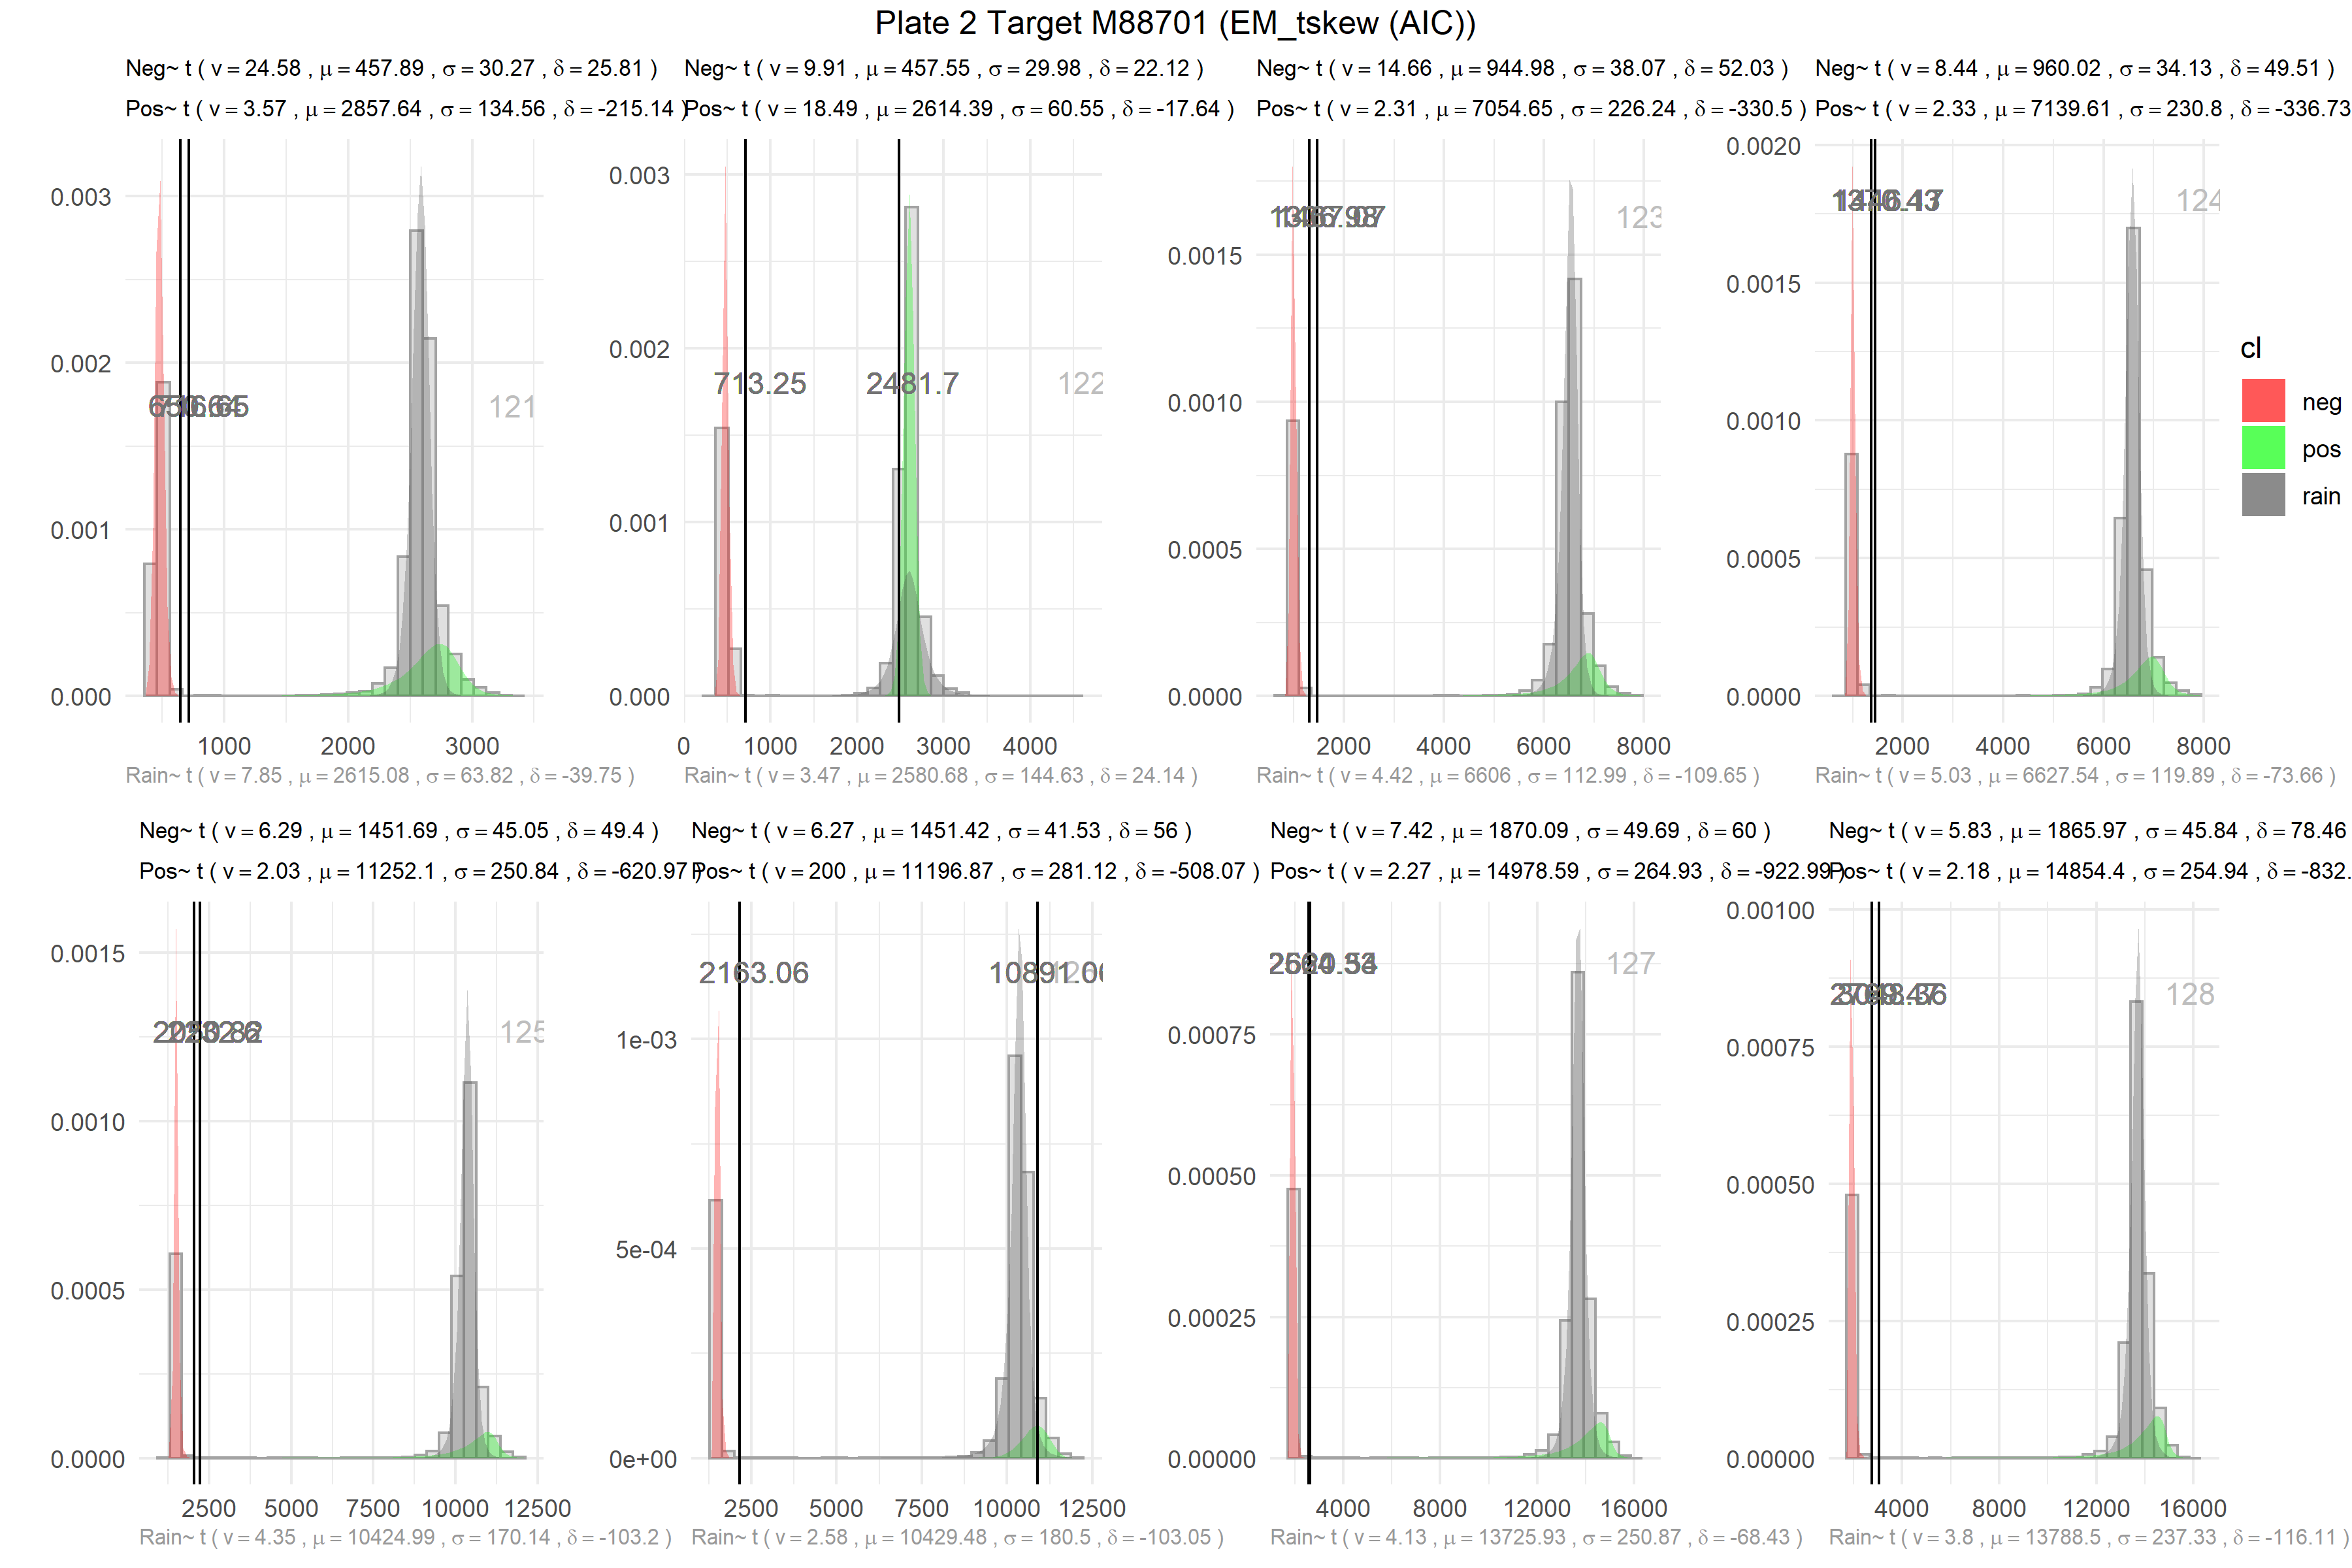 Plate 2 Target M88701 (EM_tskew (AIC))
Neg~ t ( v = 24.58 , μ = 457.89 , σ = 30.27 , δ = 25.81 )
Pos~ t ( v = 3.57 , μ = 2857.64 , σ = 134.56 , δ = -215.14 )
0.003
0.002
0.001
0.000
121
1000 2000 3000
Rain~ t ( v = 7.85 , μ = 2615.08 , σ = 63.82 , δ = -39.75 )
Neg~ t ( v = 9.91 , μ = 457.55 , σ = 29.98 , δ = 22.12 )
Pos~ t ( v = 18.49 , μ = 2614.39 , σ = 60.55 , δ = -17.64 )
0.003
0.002
0.001
0.000
713.25 2481.7 122
0 1000 2000 3000 4000
Rain~ t ( v = 3.47 , μ = 2580.68 , σ = 144.63 , δ = 24.14 )
Neg~ t ( v = 14.66 , μ = 944.98 , σ = 38.07 , δ = 52.03 )
Pos~ t ( v = 2.31 , μ = 7054.65 , σ = 226.24 , δ = -330.5 )
0.0015
0.0010
0.0005
0.0000
123
2000 4000 6000 8000
Rain~ t ( v = 4.42 , μ = 6606 , σ = 112.99 , δ = -109.65 )
Neg~ t ( v = 8.44 , μ = 960.02 , σ = 34.13 , δ = 49.51 )
Pos~ t ( v = 2.33 , μ = 7139.61 , σ = 230.8 , δ = -336.73
0.0020
0.0015
0.0010
0.0005
0.0000
124
2000 4000 6000 8000
Rain~ t ( v = 5.03 , μ = 6627.54 , σ = 119.89 , δ = -73.66 )
cl
neg
pos
rain
Neg~ t ( v = 6.29 , μ = 1451.69 , σ = 45.05 , δ = 49.4 )
Pos~ t ( v = 2.03 , μ = 11252.1 , σ = 250.84 , δ = -620.97 )
0.0015
0.0010
0.0005
0.0000
125
2500 5000 7500 10000 12500
Rain~ t ( v = 4.35 , μ = 10424.99 , σ = 170.14 , δ = -103.2 )
Neg~ t ( v = 6.27 , μ = 1451.42 , σ = 41.53 , δ = 56 )
Pos~ t ( v = 200 , μ = 11196.87 , σ = 281.12 , δ = -508.07 )
1e-03
5e-04
0e+00
2163.06
2500 5000 7500 10000 12500
Rain~ t ( v = 2.58 , μ = 10429.48 , σ = 180.5 , δ = -103.05 )
Neg~ t ( v = 7.42 , μ = 1870.09 , σ = 49.69 , δ = 60 )
Pos~ t ( v = 2.27 , μ = 14978.59 , σ = 264.93 , δ = -922.99 )
0.00075
0.00050
0.00025
0.00000
127
4000 8000 12000 16000
Rain~ t ( v = 4.13 , μ = 13725.93 , σ = 250.87 , δ = -68.43 )
Neg~ t ( v = 5.83 , μ = 1865.97 , σ = 45.84 , δ = 78.46
Pos~ t ( v = 2.18 , μ = 14854.4 , σ = 254.94 , δ = -832.
0.00100
0.00075
0.00050
0.00025
0.00000
128
4000 8000 12000 16000
Rain~ t ( v = 3.8 , μ = 13788.5 , σ = 237.33 , δ = -116.11 )